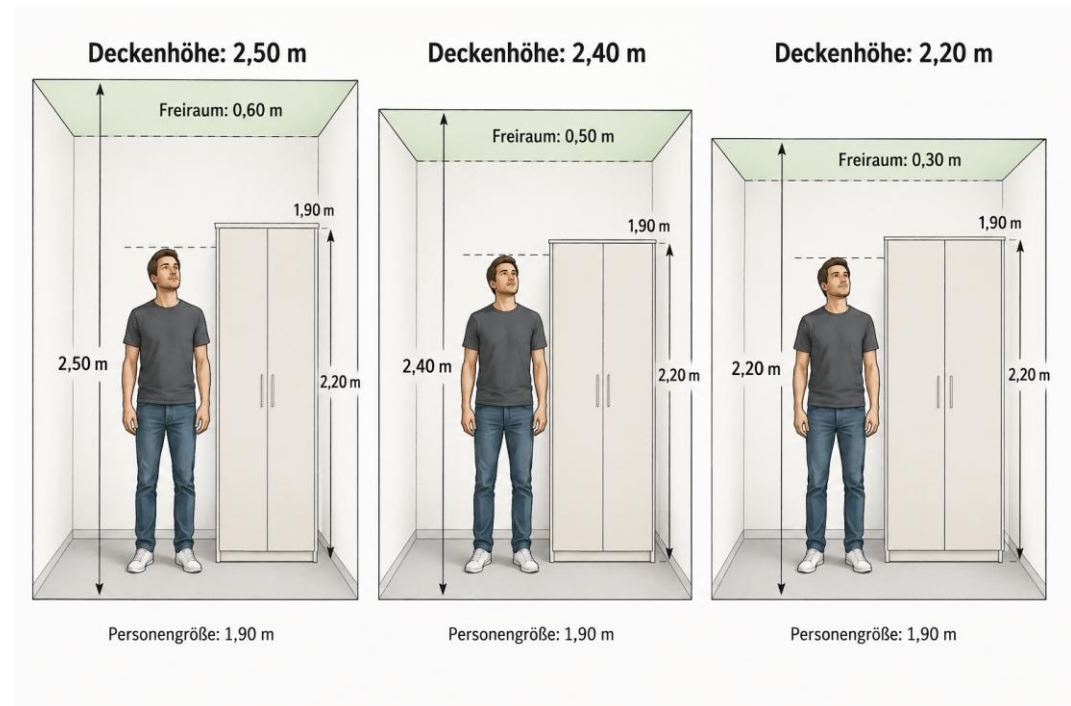 Deckenhöhe: 2,50 m
Freiraum: 0,60 m
1,90 m
2,50 m
2,20 m
Personengröße: 1,90 m
Deckenhöhe: 2,40 m
Freiraum: 0,50 m
1,90 m
2,40 m
2,20 m
Personengröße: 1,90 m
Deckenhöhe: 2,20 m
Freiraum: 0,30 m
1,90 m
2,20 m
2,20 m
Personengröße: 1,90 m